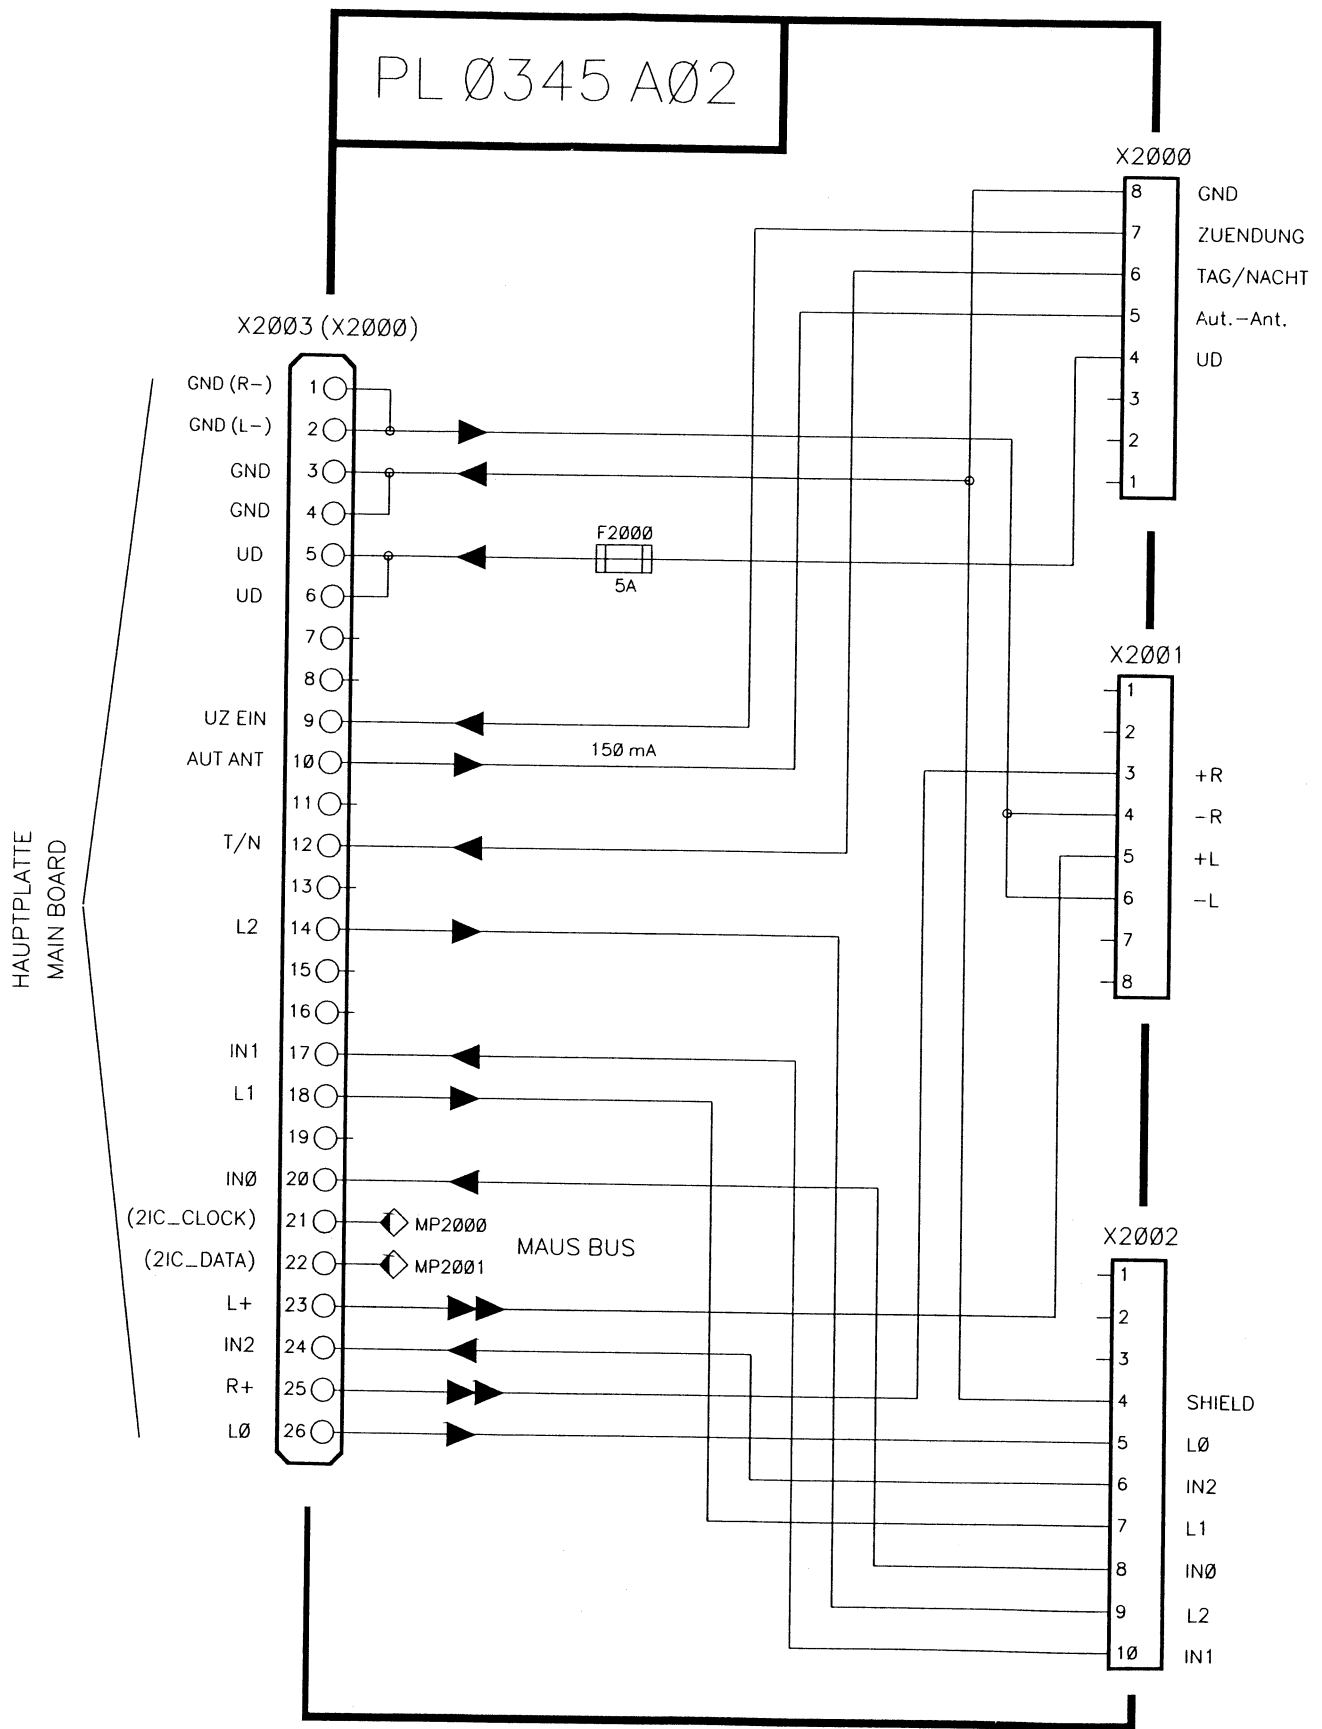 PL Ø345 AØ2
X2ØØØ
8 GND
7 ZUENDUNG
6 TAG/NACHT
5 Aut.-Ant.
4 UD
3
2
1
X2ØØ3 (X2ØØØ)
GND (R-) 1
GND (L-) 2
GND 3
GND 4
UD 5
UD 6
7
8
UZ EIN 9
AUT ANT 1Ø
11
T/N 12
13
L2 14
15
16
IN1 17
L1 18
19
INØ 2Ø
(2IC_CLOCK) 21
(2IC_DATA) 22
L+ 23
IN2 24
R+ 25
LØ 26
HAUPTPLATTE
MAIN BOARD
F2ØØØ
5A
15Ø mA
MP2ØØØ
MP2ØØ1
MAUS BUS
X2ØØ1
1
2
3 +R
4 -R
5 +L
6 -L
7
8
X2ØØ2
1
2
3
4 SHIELD
5 LØ
6 IN2
7 L1
8 INØ
9 L2
1Ø IN1